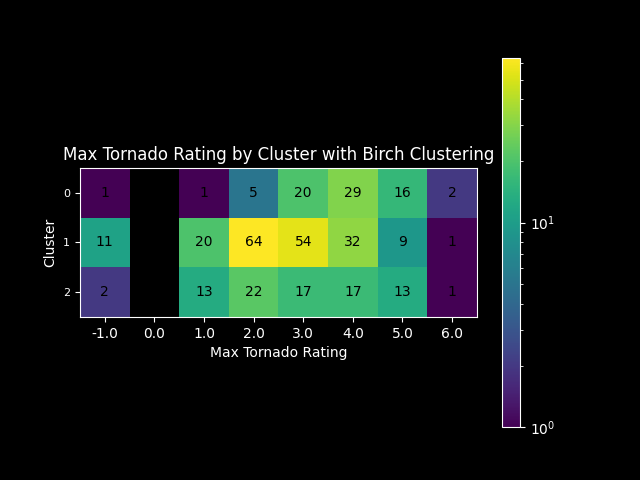 Max Tornado Rating by Cluster with Birch Clustering
0 1 1 5 20 29 16 2
1 11 20 64 54 32 9 1
2 2 13 22 17 17 13 1
-1.0 0.0 1.0 2.0 3.0 4.0 5.0 6.0
Max Tornado Rating
Cluster
10¹
10⁰